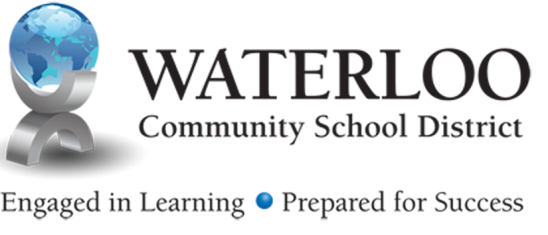 WATERLOO
Community School District
Engaged in Learning • Prepared for Success